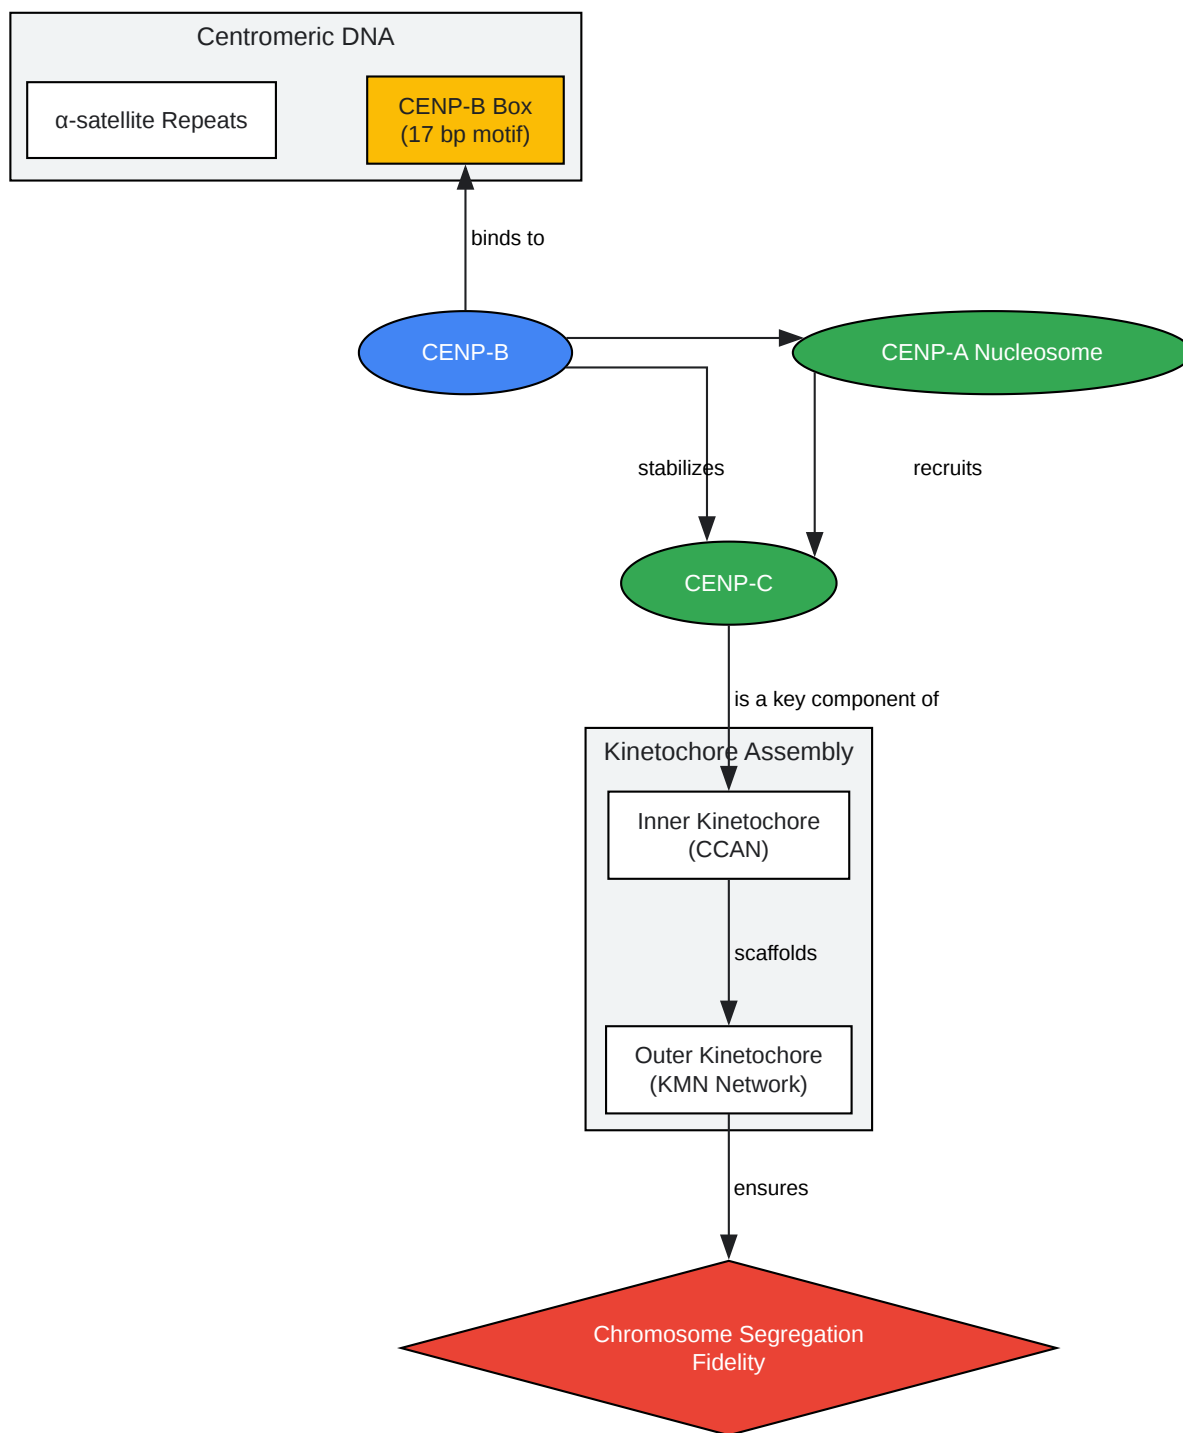 Centromeric DNA
α-satellite Repeats
CENP-B Box
(17 bp motif)
binds to
CENP-B
CENP-A Nucleosome
stabilizes
recruits
CENP-C
is a key component of
Kinetochore Assembly
Inner Kinetochore
(CCAN)
scaffolds
Outer Kinetochore
(KMN Network)
ensures
Chromosome Segregation
Fidelity